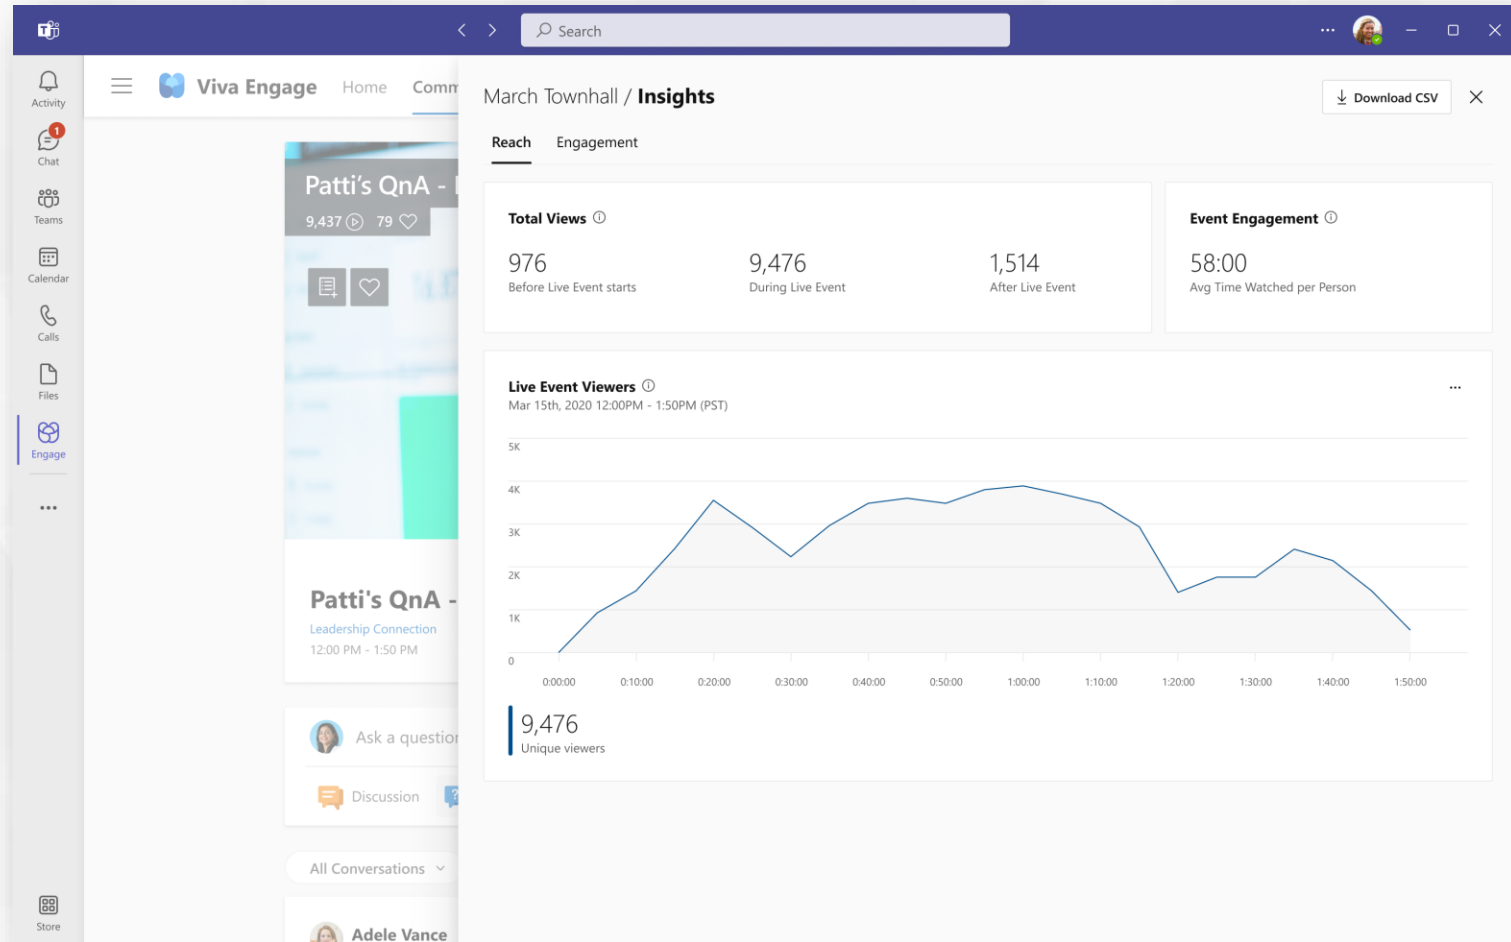 Search
Activity
1
Chat
Teams
Calendar
Calls
Files
Engage
Store
Viva Engage Home Comm
Patti's QnA -
9,437 79
Patti's QnA -
Leadership Connection
12:00 PM - 1:50 PM
Ask a question
Discussion
?
All Conversations
Adele Vance
March Townhall / Insights
Download CSV
Reach Engagement
Total Views
976 9,476 1,514
Before Live Event starts During Live Event After Live Event
Event Engagement
58:00
Avg Time Watched per Person
Live Event Viewers
Mar 15th, 2020 12:00PM - 1:50PM (PST)
5K
4K
3K
2K
1K
0
0:00:00 0:10:00 0:20:00 0:30:00 0:40:00 0:50:00 1:00:00 1:10:00 1:20:00 1:30:00 1:40:00 1:50:00
9,476
Unique viewers